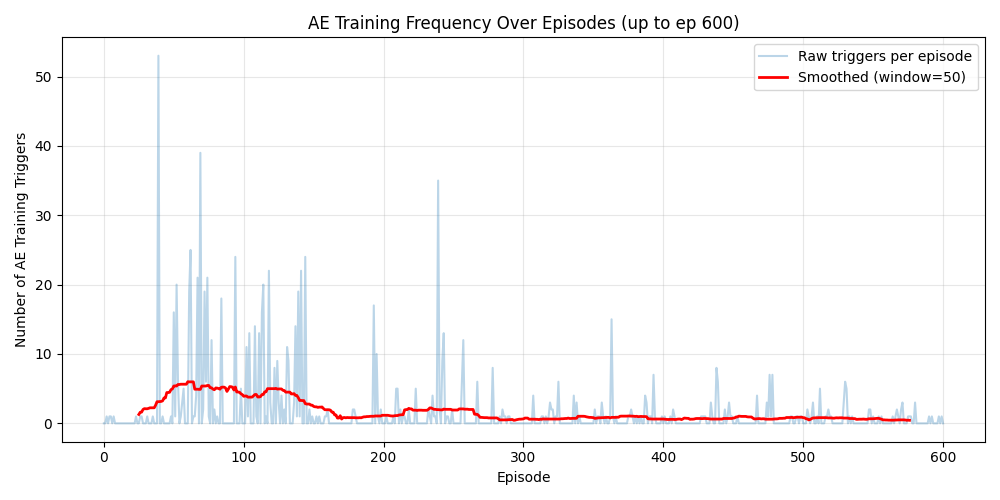 AE Training Frequency Over Episodes (up to ep 600)
Raw triggers per episode
Smoothed (window=50)
Number of AE Training Triggers
50
40
30
20
10
0
0 100 200 300 400 500 600
Episode